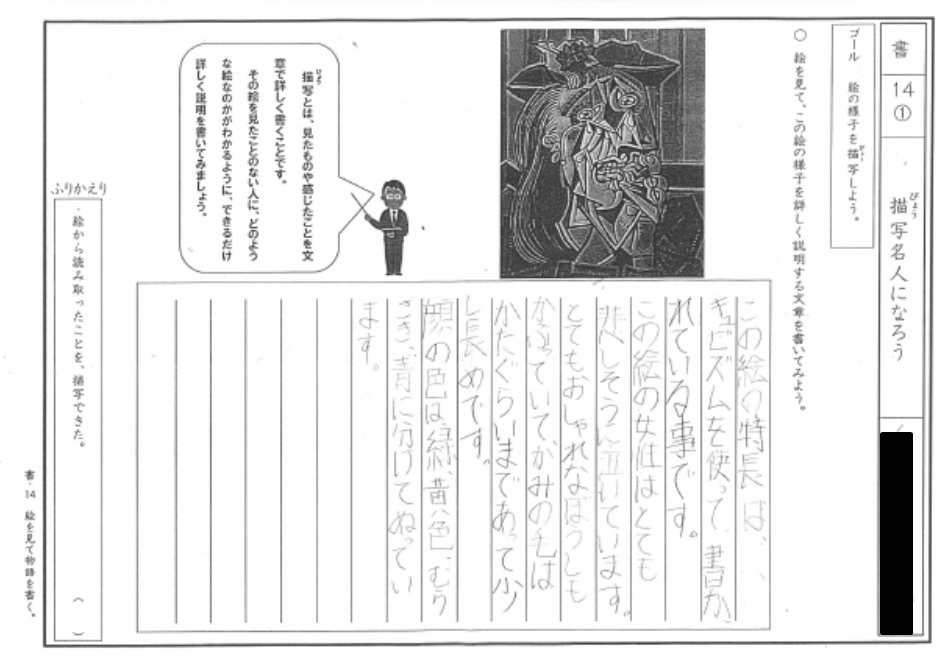 書
14
①
描写名人になろう
びょう
ゴール 絵の様子を描写しよう。
びょう
○ 絵を見て、この絵の様子を詳しく説明する文章を書いてみよう。
描写とは、見たものや感じたことを文
びょう
章で詳しく書くことです。
その絵を見たことのない人に、どのよう
な絵なのかがわかるように、できるだけ
詳しく説明を書いてみましょう。
この絵の特長は、
キュビズムを使って、書か
れている事です。
この絵の女性はとても
悲しそうに泣いています。
とてもおしゃれなぼうしも
かぶっていて、かみの毛は
かたぐらいまであって少
し長めです。
顔の色は、緑、黄色、むら
さき、青に分けてぬってい
ます。
ふりかえり
・絵から読み取ったことを、描写できた。
( )
書-14 絵を見て物語を書く。